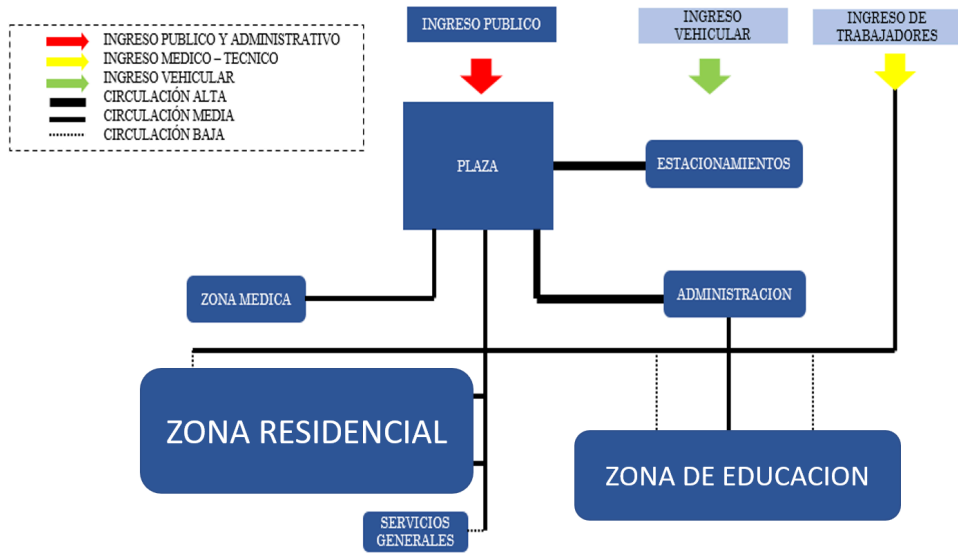 INGRESO PUBLICO
INGRESO
VEHICULAR
INGRESO DE
TRABAJADORES
INGRESO PUBLICO Y ADMINISTRATIVO
INGRESO MEDICO – TECNICO
INGRESO VEHICULAR
CIRCULACIÓN ALTA
CIRCULACIÓN MEDIA
CIRCULACIÓN BAJA
PLAZA
ESTACIONAMIENTOS
ZONA MEDICA
ADMINISTRACION
ZONA RESIDENCIAL
ZONA DE EDUCACION
SERVICIOS
GENERALES